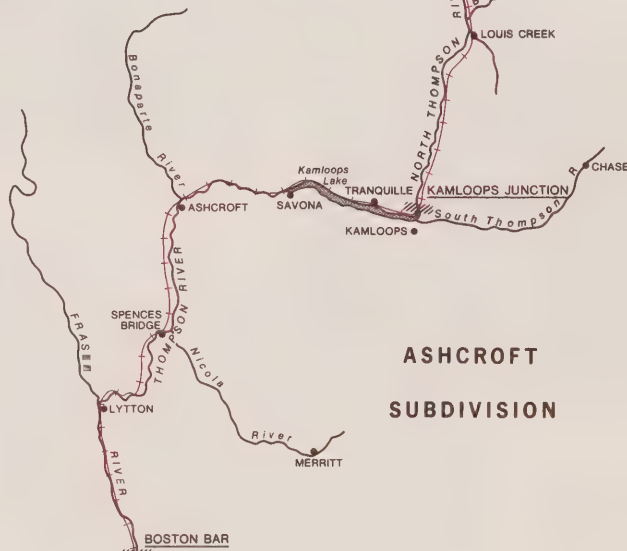 LOUIS CREEK
NORTH THOMPSON
RI
Bonaparte River
Kamloops
Lake
TRANQUILLE
KAMLOOPS JUNCTION
CHASE
ASHCROFT
SAVONA
KAMLOOPS
South Thompson R
THOMPSON RIVER
SPENCES
BRIDGE
Nicola River
MERRITT
LYTTON
RIVER
BOSTON BAR
ASHCROFT
SUBDIVISION